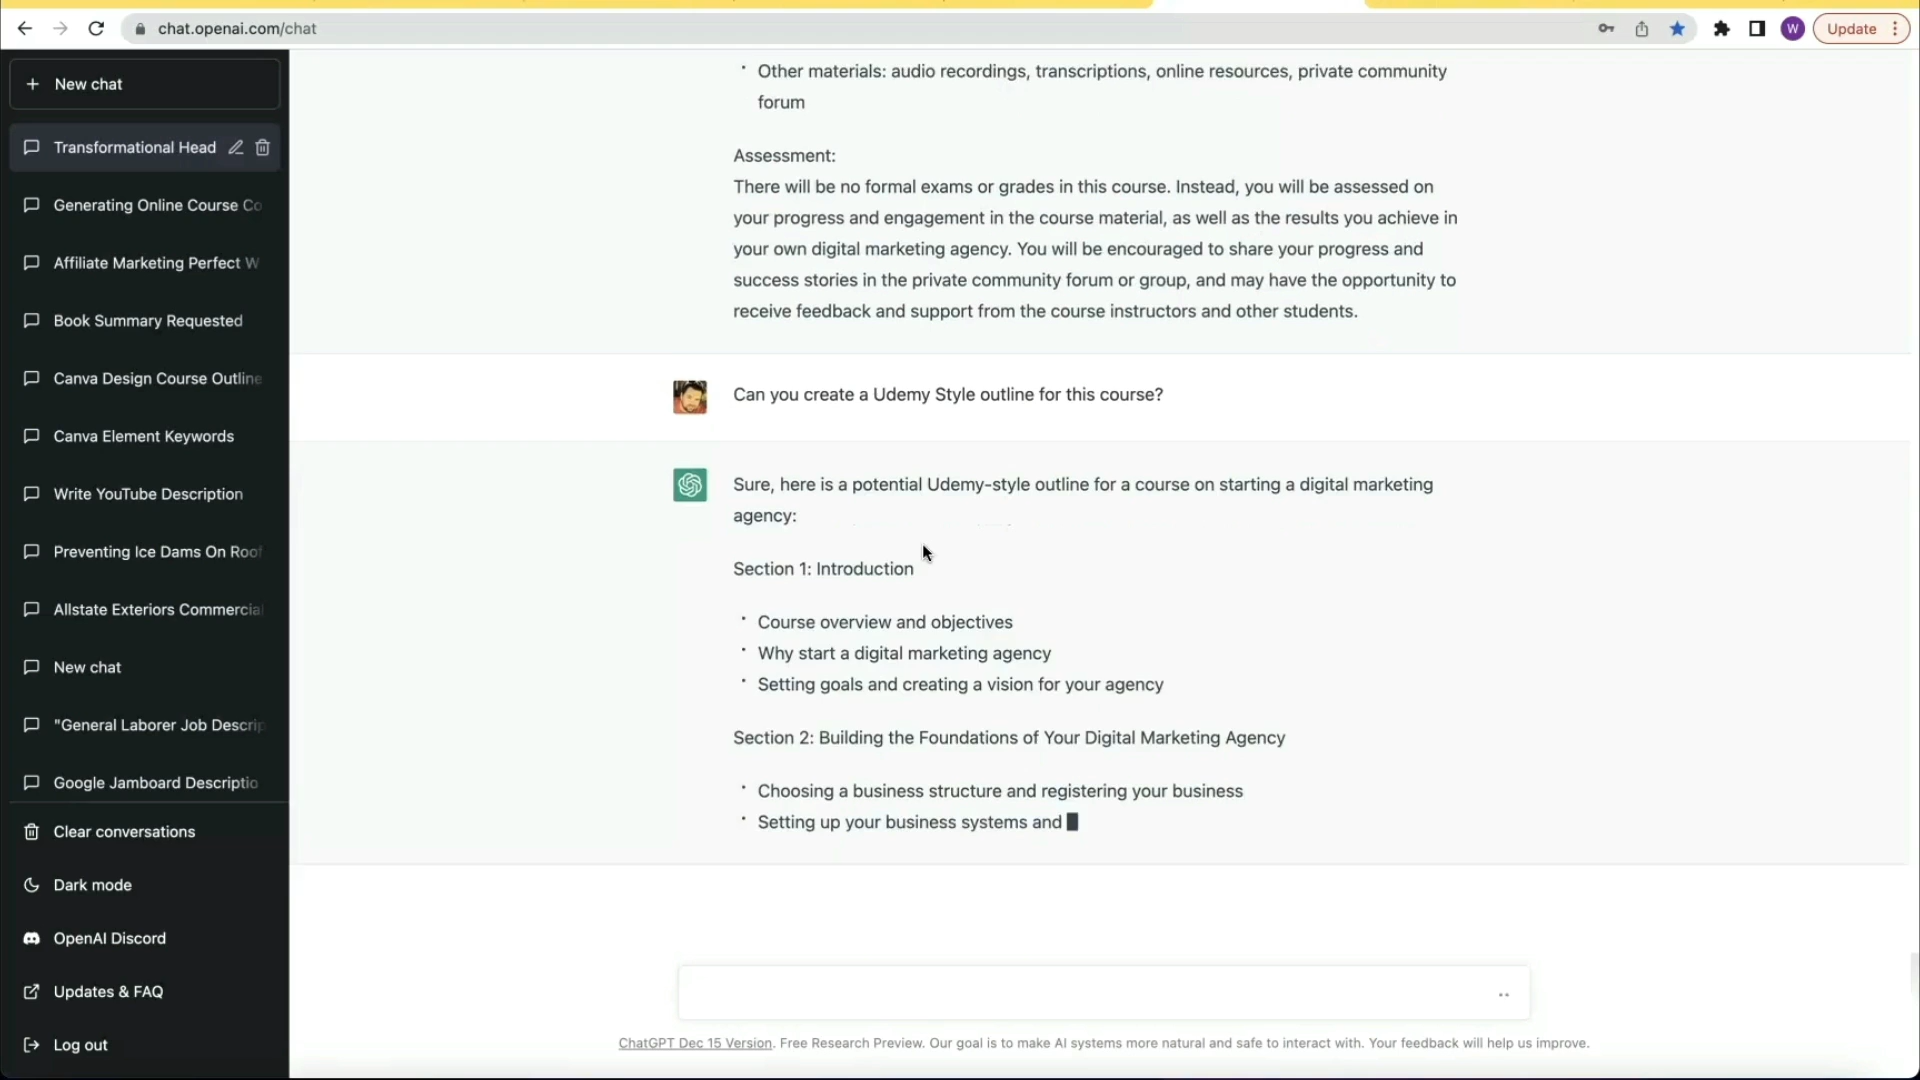 chat.openai.com/chat
W
Update
New chat
Transformational Head
Generating Online Course Co
Affiliate Marketing Perfect W
Book Summary Requested
Canva Design Course Outline
Canva Element Keywords
Write YouTube Description
Preventing Ice Dams On Roof
Allstate Exteriors Commercial
New chat
"General Laborer Job Descrip
Google Jamboard Descriptio
Clear conversations
Dark mode
OpenAI Discord
Updates & FAQ
Log out
Other materials: audio recordings, transcriptions, online resources, private community
forum
Assessment:
There will be no formal exams or grades in this course. Instead, you will be assessed on
your progress and engagement in the course material, as well as the results you achieve in
your own digital marketing agency. You will be encouraged to share your progress and
success stories in the private community forum or group, and may have the opportunity to
receive feedback and support from the course instructors and other students.
Can you create a Udemy Style outline for this course?
Sure, here is a potential Udemy-style outline for a course on starting a digital marketing
agency:
Section 1: Introduction
Course overview and objectives
Why start a digital marketing agency
Setting goals and creating a vision for your agency
Section 2: Building the Foundations of Your Digital Marketing Agency
Choosing a business structure and registering your business
Setting up your business systems and
ChatGPT Dec 15 Version. Free Research Preview. Our goal is to make AI systems more natural and safe to interact with. Your feedback will help us improve.